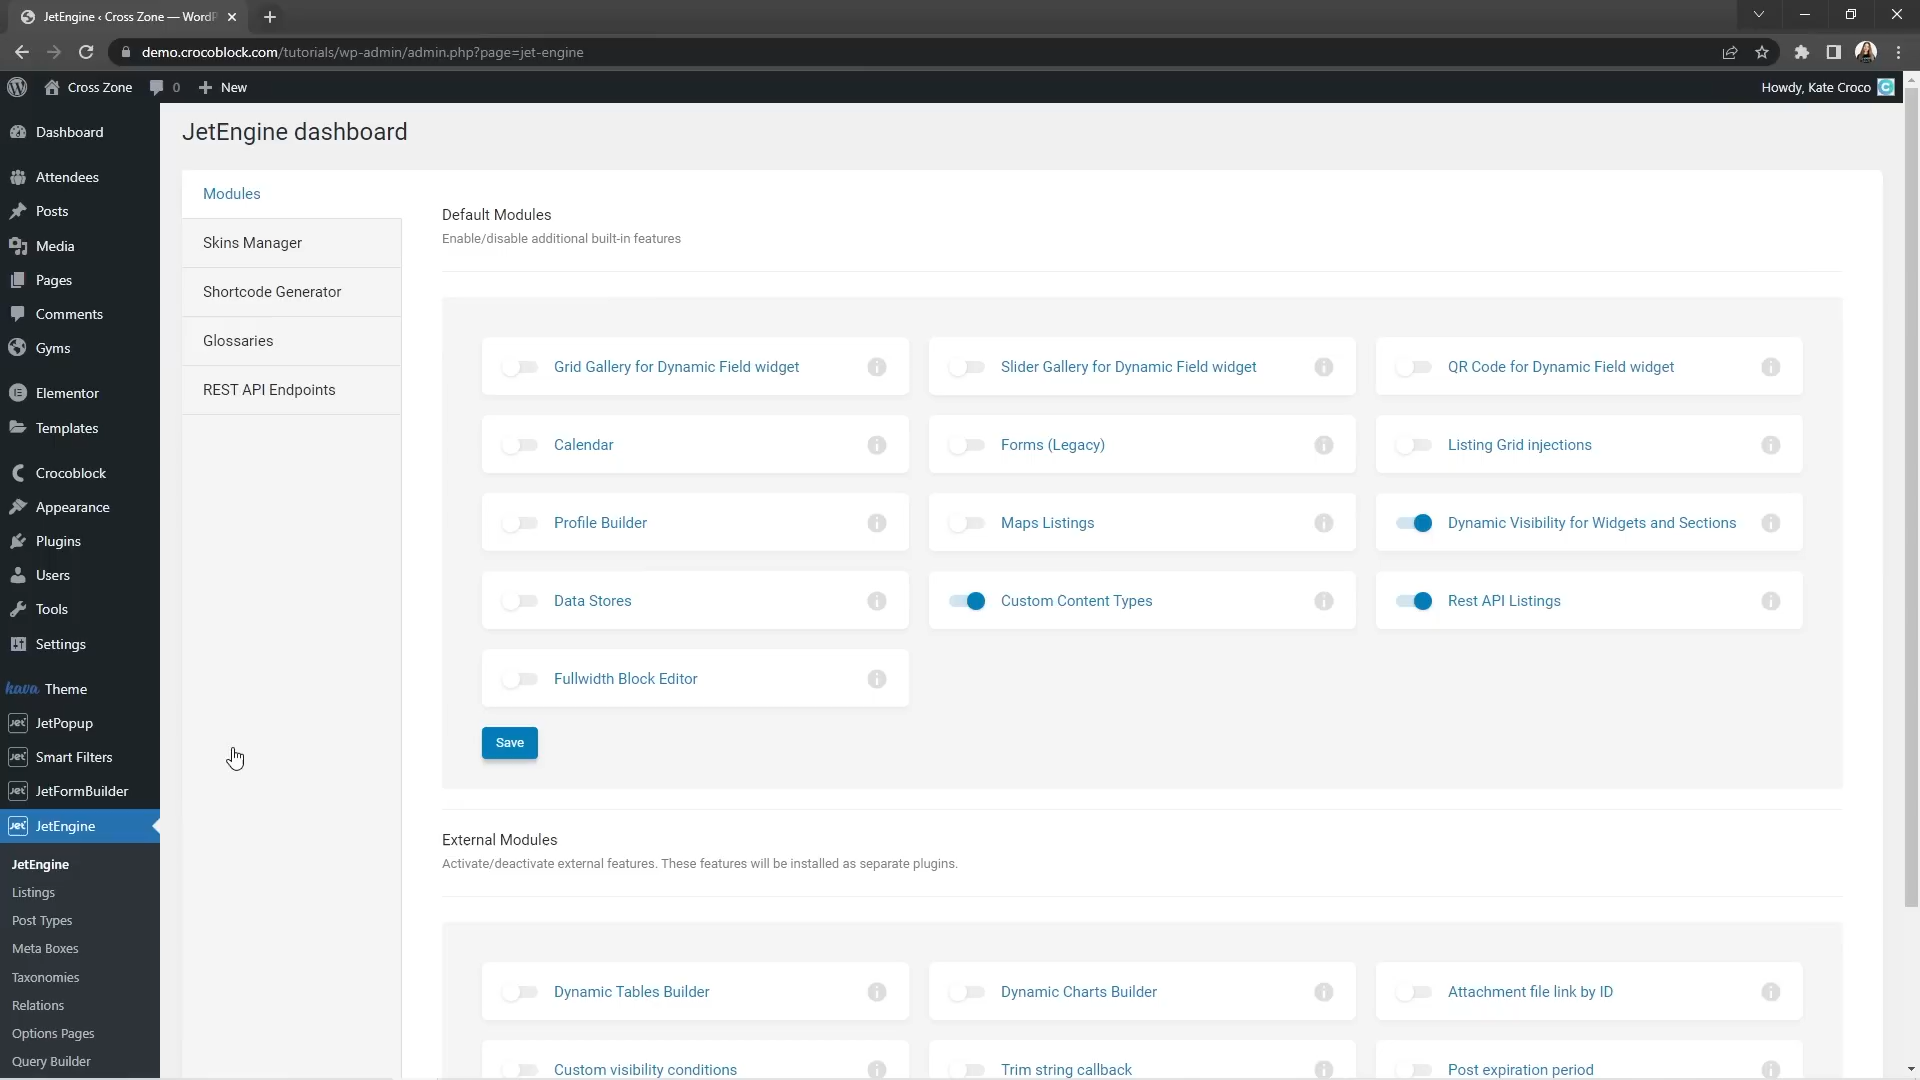 JetEngine ‹ Cross Zone — WordP
demo.crocoblock.com/tutorials/wp-admin/admin.php?page=jet-engine
Cross Zone
0
New
Howdy, Kate Croco
JetEngine dashboard
Dashboard
Attendees
Posts
Media
Pages
Comments
Gyms
Elementor
Templates
Crocoblock
Appearance
Plugins
Users
Tools
Settings
hava Theme
Jet JetPopup
Jet Smart Filters
Jet JetFormBuilder
Jet JetEngine
JetEngine
Listings
Post Types
Meta Boxes
Taxonomies
Relations
Options Pages
Query Builder
Modules
Skins Manager
Shortcode Generator
Glossaries
REST API Endpoints
Default Modules
Enable/disable additional built-in features
Grid Gallery for Dynamic Field widget
Slider Gallery for Dynamic Field widget
QR Code for Dynamic Field widget
Calendar
Forms (Legacy)
Listing Grid injections
Profile Builder
Maps Listings
Dynamic Visibility for Widgets and Sections
Data Stores
Custom Content Types
Rest API Listings
Fullwidth Block Editor
Save
External Modules
Activate/deactivate external features. These features will be installed as separate plugins.
Dynamic Tables Builder
Dynamic Charts Builder
Attachment file link by ID
Custom visibility conditions
Trim string callback
Post expiration period